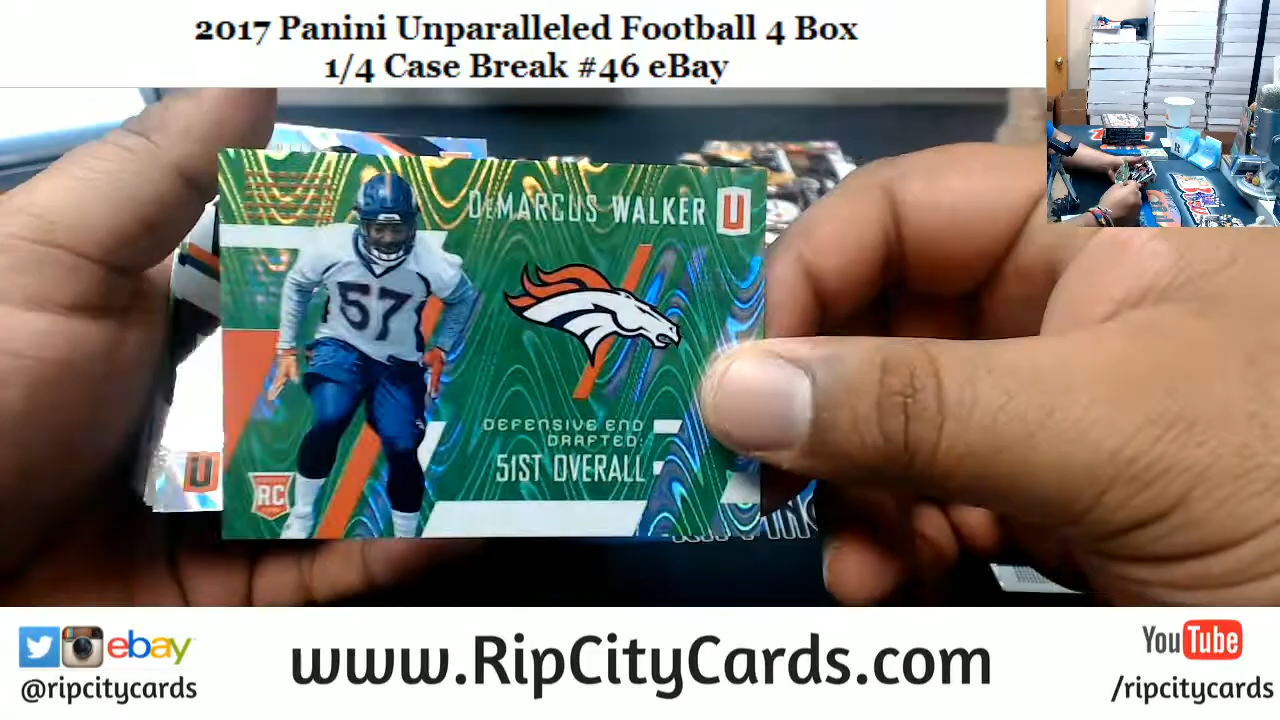 2017 Panini Unparalleled Football 4 Box
1/4 Case Break #46 eBay
DEMARCUS WALKER U
57
DEFENSIVE END
DRAFTED:
51ST OVERALL
RC
U
ebay
@ripcitycards
www.RipCityCards.com
YouTube
/ripcitycards